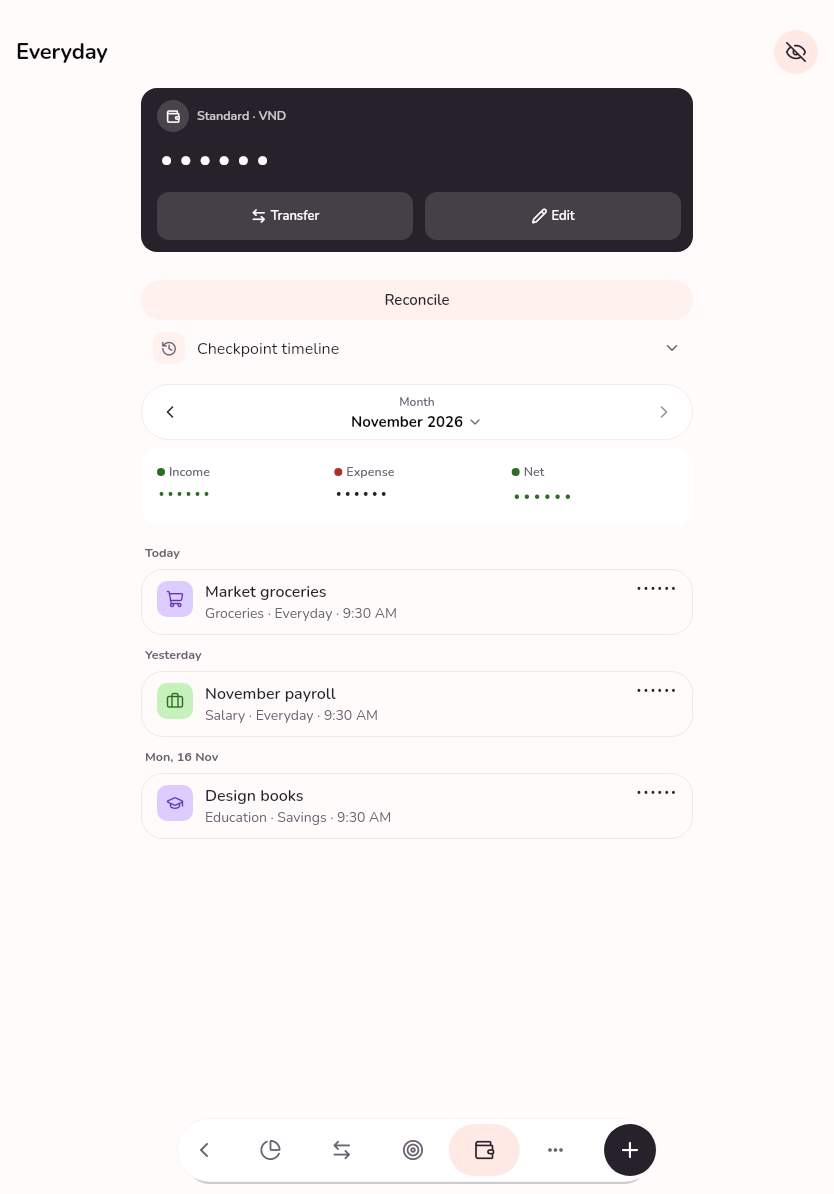 Everyday
Standard · VND
••••••
Transfer
Edit
Reconcile
Checkpoint timeline
Month
November 2026
Income
Expense
Net
••••••
••••••
••••••
Today
Market groceries
••••••
Groceries · Everyday · 9:30 AM
Yesterday
November payroll
••••••
Salary · Everyday · 9:30 AM
Mon, 16 Nov
Design books
••••••
Education · Savings · 9:30 AM